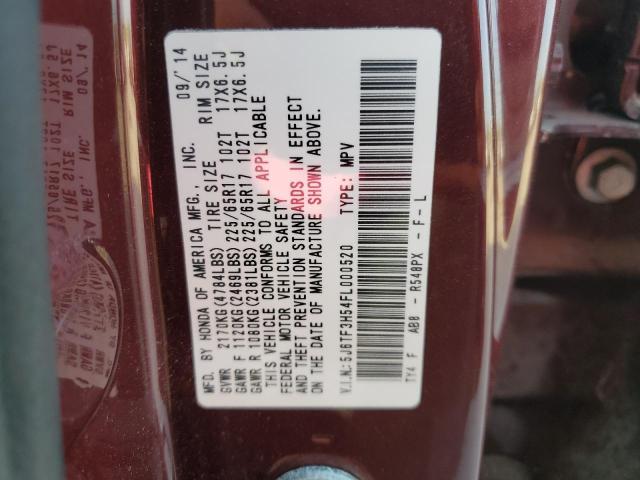 MFD. BY HONDA OF AMERICA MFG., INC. 09/'14
GVWR 2170KG(4784LBS) TIRE SIZE RIM SIZE
GAWR F 1120KG(2469LBS) 225/65R17 102T 17X6.5J
GAWR R 1080KG(2381LBS) 225/65R17 102T 17X6.5J
THIS VEHICLE CONFORMS TO ALL APPLICABLE
FEDERAL MOTOR VEHICLE SAFETY
AND THEFT PREVENTION STANDARDS IN EFFECT
ON THE DATE OF MANUFACTURE SHOWN ABOVE.
V.I.N.:5J6TF3H54FL000520 TYPE: MPV
TY4 F AB8 - R548PX - F - L